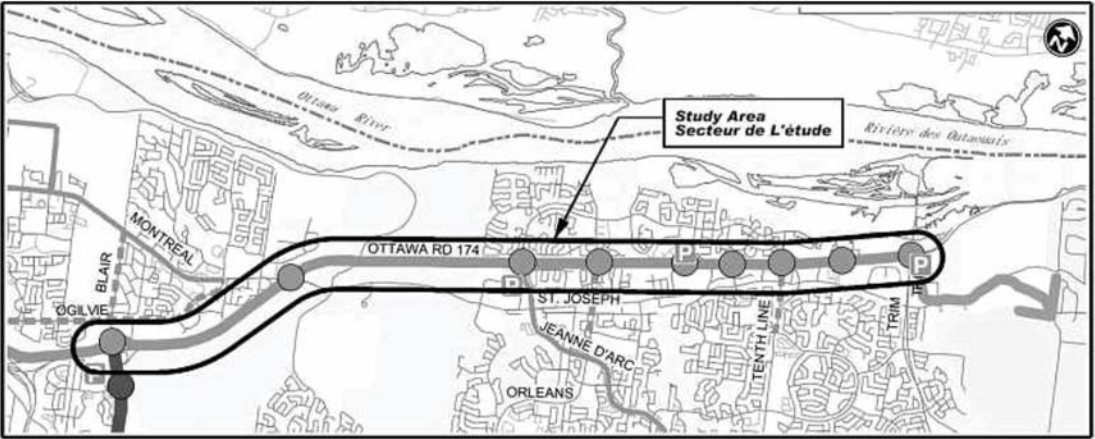 Study Area
Secteur de L'étude
Ottawa
River
Rivière des Outaouais
MONTREAL
BLAIR
OGILVIE
OTTAWA RD 174
P
P
P
ST. JOSEPH
JEANNE D'ARC
ORLEANS
TENTH LINE
TRIM